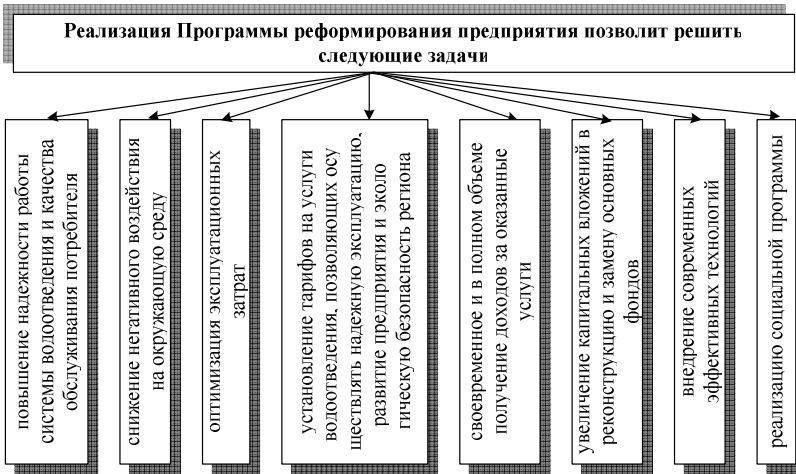 Реализация Программы реформирования предприятия позволит решить
следующие задачи
повышение надежности работы
системы водоотведения и качества
обслуживания потребителя
снижение негативного воздействия
на окружающую среду
оптимизация эксплуатационных
затрат
установление тарифов на услуги
водоотведения, позволяющих осу
ществлять надежную эксплуатацию,
развитие предприятия и эколо
гическую безопасность региона
своевременное и в полном объеме
получение доходов за оказанные
услуги
увеличение капитальных вложений в
реконструкцию и замену основных
фондов
внедрение современных
эффективных технологий
реализацию социальной программы